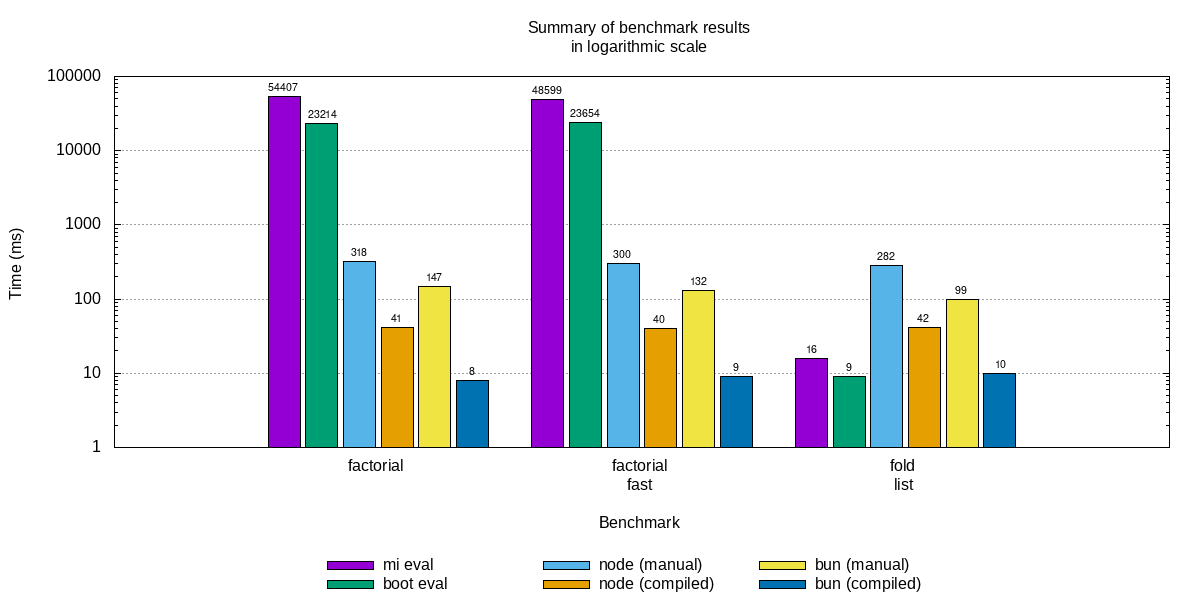 Summary of benchmark results
in logarithmic scale
100000
10000
1000
100
10
1
Time (ms)
54407
23214
318
41
147
8
48599
23654
300
40
132
9
16
9
282
42
99
10
factorial
factorial
fast
fold
list
Benchmark
mi eval
boot eval
node (manual)
node (compiled)
bun (manual)
bun (compiled)